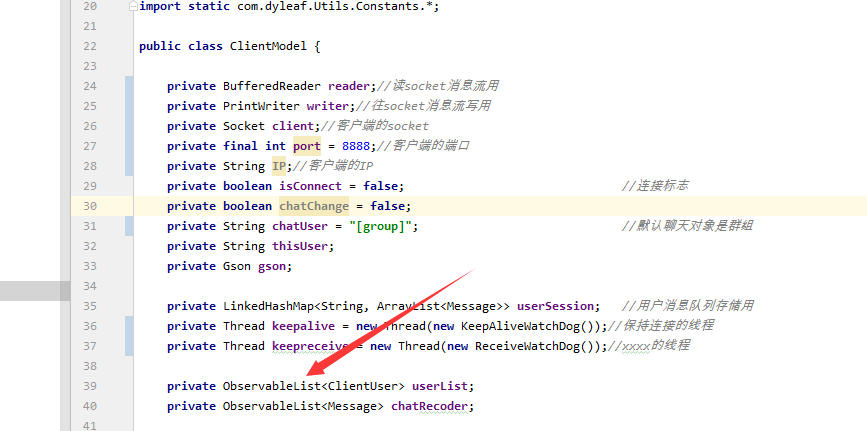 20 import static com.dyleaf.Utils.Constants.*;
21
22 public class ClientModel {
23
24 private BufferedReader reader;//读socket消息流用
25 private PrintWriter writer;//往socket消息流写用
26 private Socket client;//客户端的socket
27 private final int port = 8888;//客户端的端口
28 private String IP;//客户端的IP
29 private boolean isConnect = false; //连接标志
30 private boolean chatChange = false;
31 private String chatUser = "[group]"; //默认聊天对象是群組
32 private String thisUser;
33 private Gson gson;
34
35 private LinkedHashMap<String, ArrayList<Message>> userSession; //用户消息队列存储用
36 private Thread keepalive = new Thread(new KeepAliveWatchDog());//保持连接的线程
37 private Thread keepreceive = new Thread(new ReceiveWatchDog());//xxxx的线程
38
39 private ObservableList<ClientUser> userList;
40 private ObservableList<Message> chatRecoder;
41